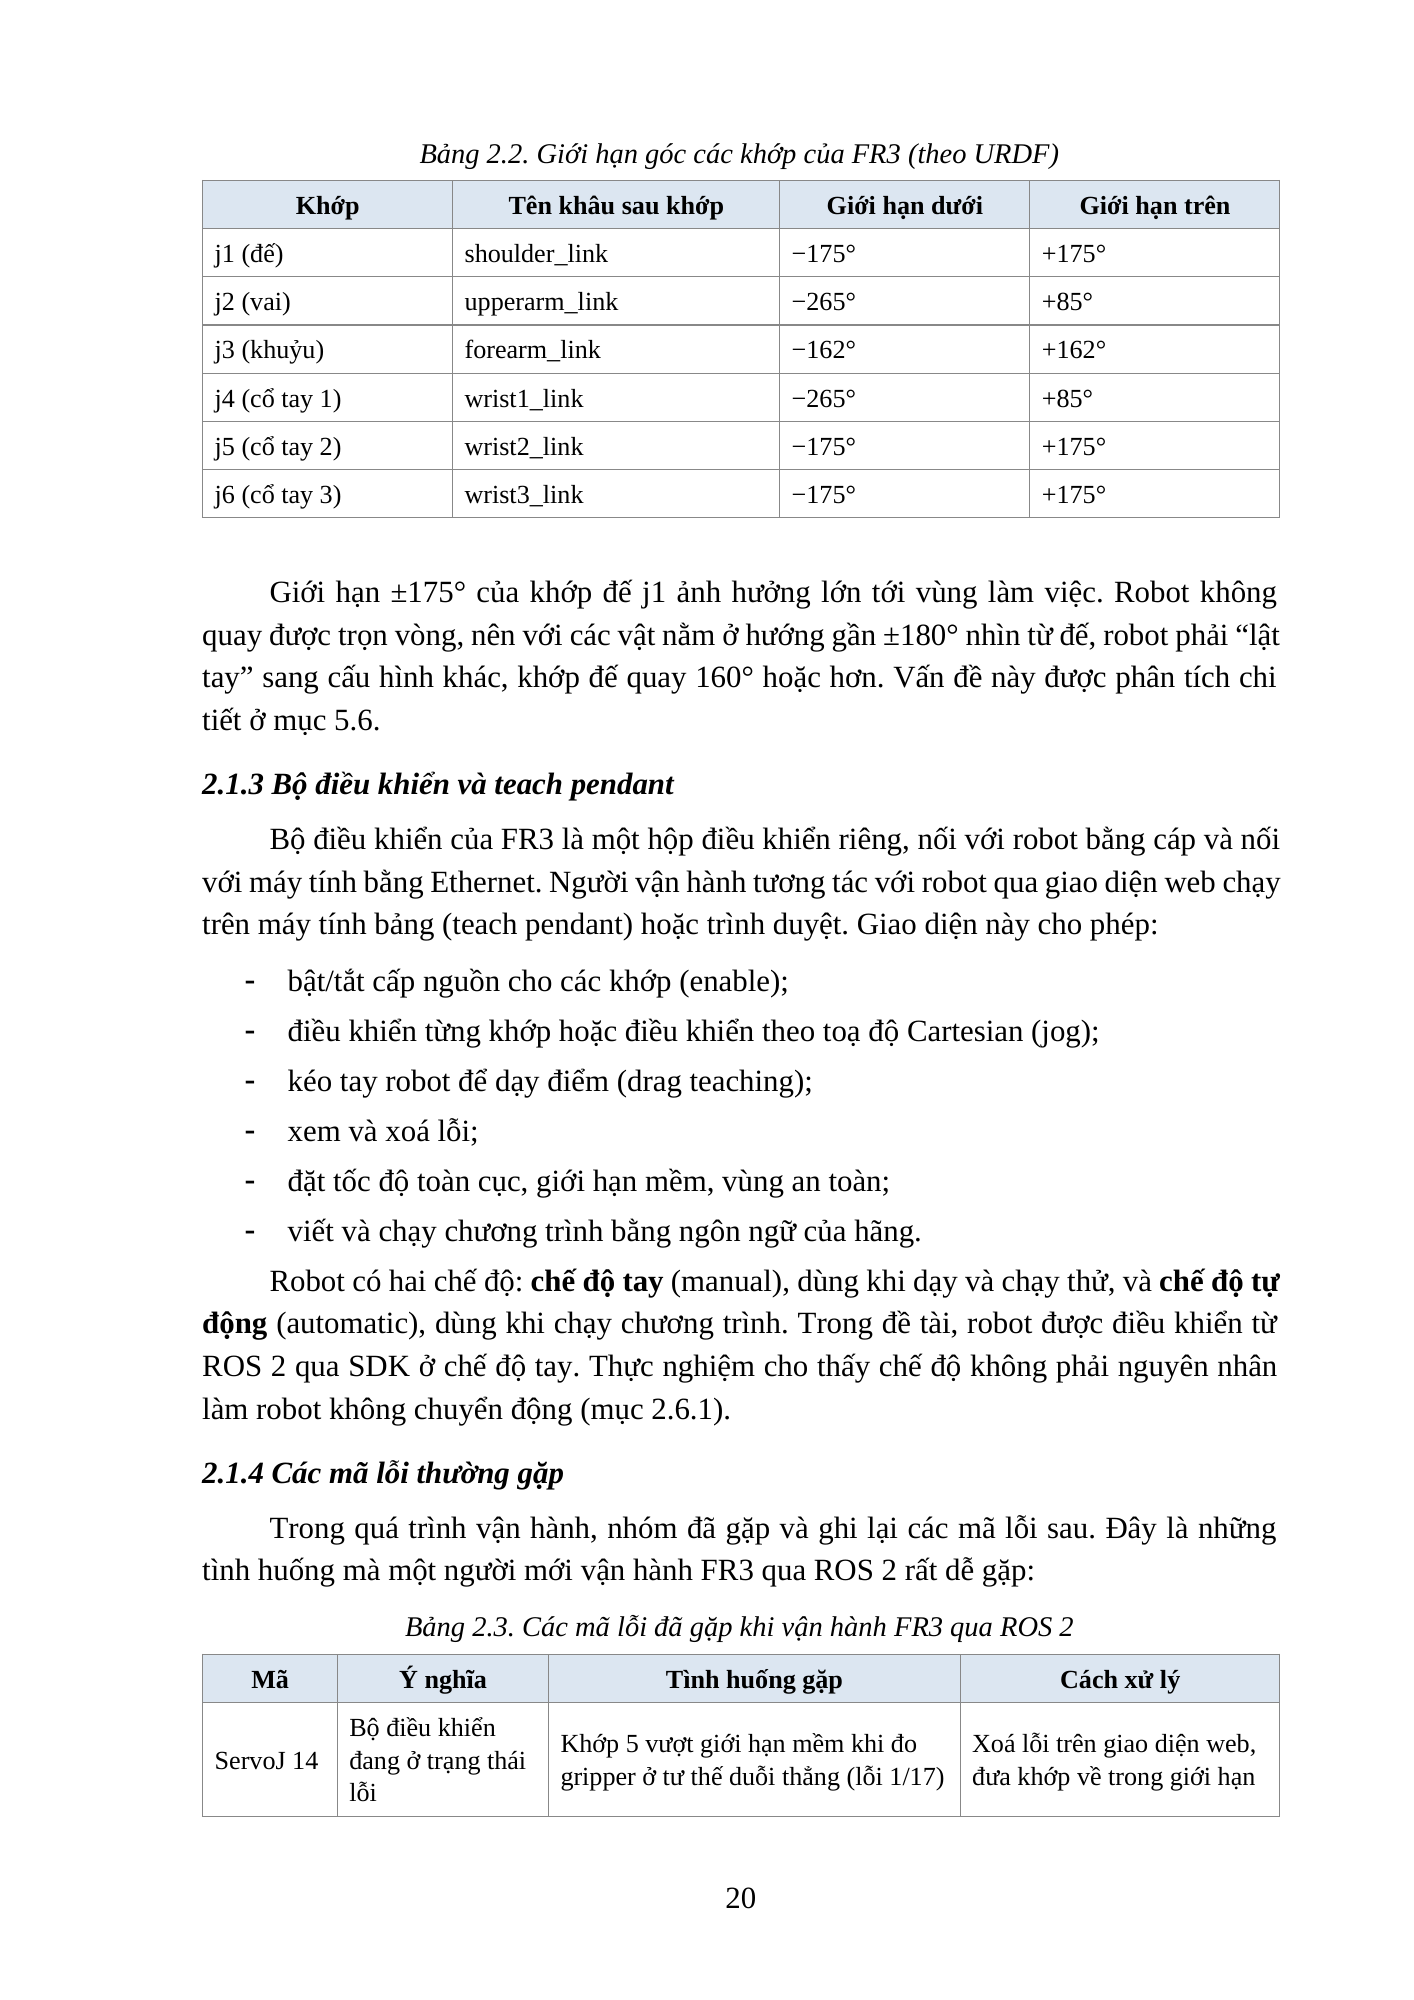 Bảng 2.2. Giới hạn góc các khớp của FR3 (theo URDF)
Khớp Tên khâu sau khớp Giới hạn dưới Giới hạn trên
j1 (đế) shoulder_link −175° +175°
j2 (vai) upperarm_link −265° +85°
j3 (khuỷu) forearm_link −162° +162°
j4 (cổ tay 1) wrist1_link −265° +85°
j5 (cổ tay 2) wrist2_link −175° +175°
j6 (cổ tay 3) wrist3_link −175° +175°
Giới hạn ±175° của khớp đế j1 ảnh hưởng lớn tới vùng làm việc. Robot không
quay được trọn vòng, nên với các vật nằm ở hướng gần ±180° nhìn từ đế, robot phải “lật
tay” sang cấu hình khác, khớp đế quay 160° hoặc hơn. Vấn đề này được phân tích chi
tiết ở mục 5.6.
2.1.3 Bộ điều khiển và teach pendant
Bộ điều khiển của FR3 là một hộp điều khiển riêng, nối với robot bằng cáp và nối
với máy tính bằng Ethernet. Người vận hành tương tác với robot qua giao diện web chạy
trên máy tính bảng (teach pendant) hoặc trình duyệt. Giao diện này cho phép:
- bật/tắt cấp nguồn cho các khớp (enable);
- điều khiển từng khớp hoặc điều khiển theo toạ độ Cartesian (jog);
- kéo tay robot để dạy điểm (drag teaching);
- xem và xoá lỗi;
- đặt tốc độ toàn cục, giới hạn mềm, vùng an toàn;
- viết và chạy chương trình bằng ngôn ngữ của hãng.
Robot có hai chế độ: chế độ tay (manual), dùng khi dạy và chạy thử, và chế độ tự
động (automatic), dùng khi chạy chương trình. Trong đề tài, robot được điều khiển từ
ROS 2 qua SDK ở chế độ tay. Thực nghiệm cho thấy chế độ không phải nguyên nhân
làm robot không chuyển động (mục 2.6.1).
2.1.4 Các mã lỗi thường gặp
Trong quá trình vận hành, nhóm đã gặp và ghi lại các mã lỗi sau. Đây là những
tình huống mà một người mới vận hành FR3 qua ROS 2 rất dễ gặp:
Bảng 2.3. Các mã lỗi đã gặp khi vận hành FR3 qua ROS 2
Mã Ý nghĩa Tình huống gặp Cách xử lý
ServoJ 14
Bộ điều khiển
đang ở trạng thái
lỗi
Khớp 5 vượt giới hạn mềm khi đo
gripper ở tư thế duỗi thẳng (lỗi 1/17)
Xoá lỗi trên giao diện web,
đưa khớp về trong giới hạn
20